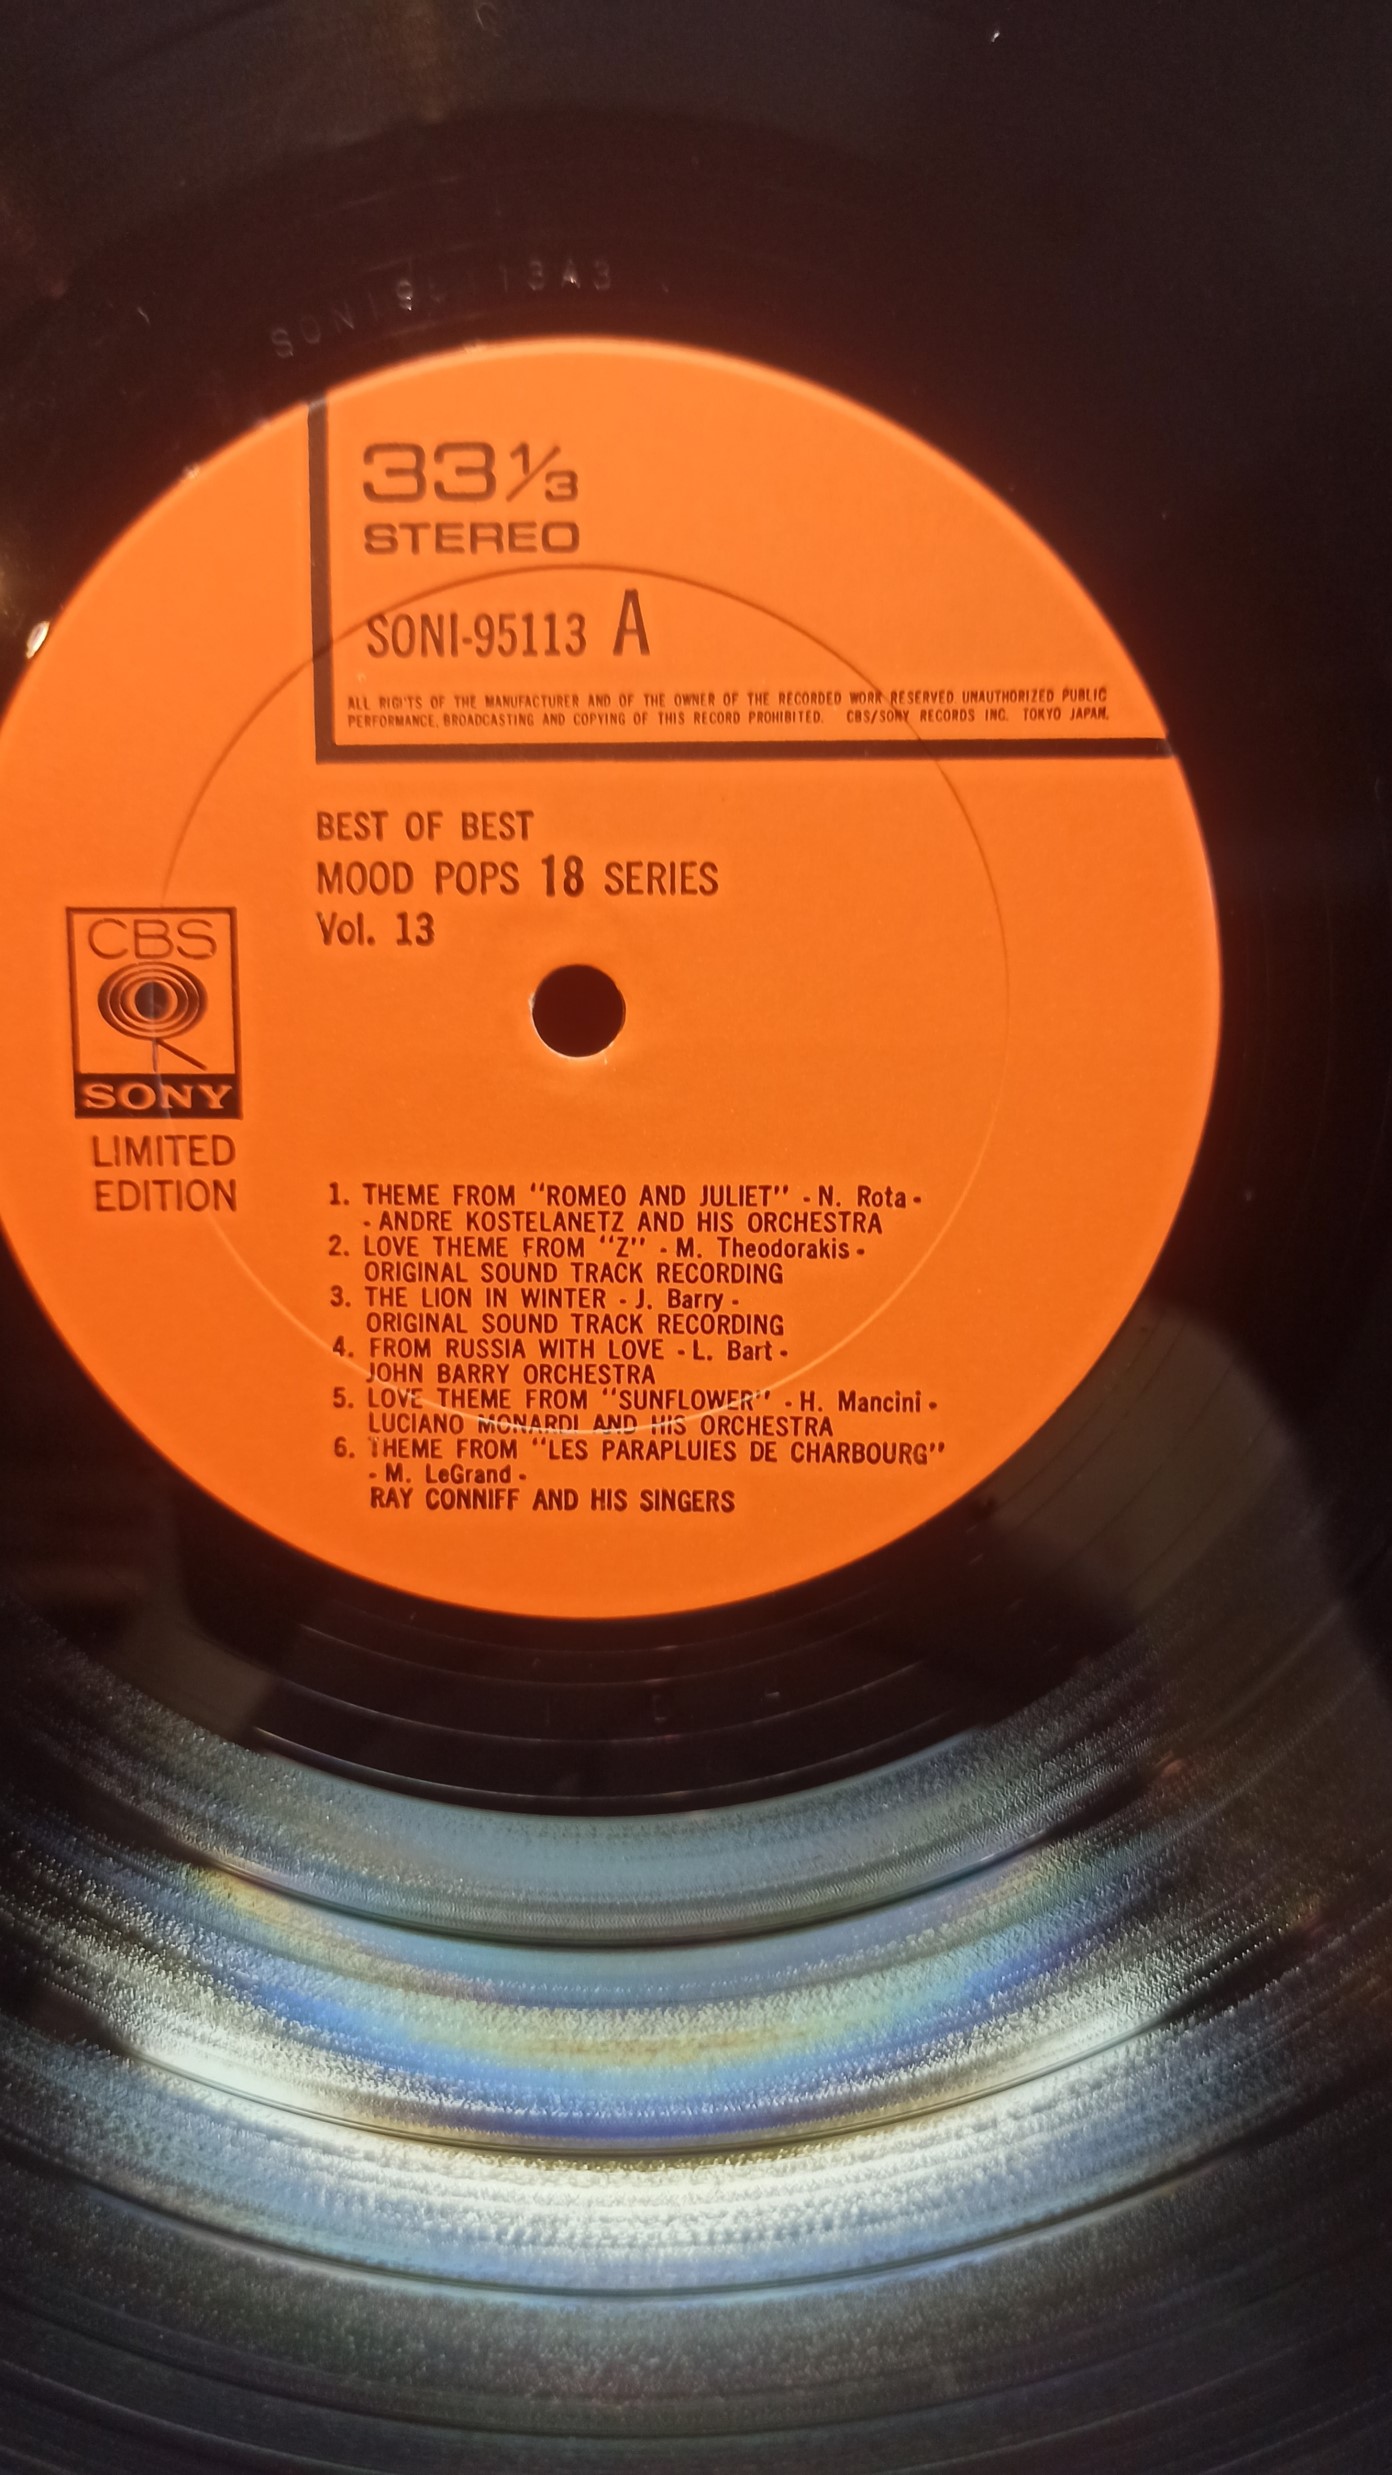 33 1/3
STEREO
SONI-95113 A
ALL RIGHTS OF THE MANUFACTURER AND OF THE OWNER OF THE RECORDED WORK RESERVED UNAUTHORIZED PUBLIC
PERFORMANCE, BROADCASTING AND COPYING OF THIS RECORD PROHIBITED. CBS/SONY RECORDS INC. TOKYO JAPAN.
BEST OF BEST
MOOD POPS 18 SERIES
Vol. 13
CBS
SONY
LIMITED
EDITION
1. THEME FROM "ROMEO AND JULIET" - N. Rota -
- ANDRE KOSTELANETZ AND HIS ORCHESTRA
2. LOVE THEME FROM "Z" - M. Theodorakis -
ORIGINAL SOUND TRACK RECORDING
3. THE LION IN WINTER - J. Barry -
ORIGINAL SOUND TRACK RECORDING
4. FROM RUSSIA WITH LOVE - L. Bart -
JOHN BARRY ORCHESTRA
5. LOVE THEME FROM "SUNFLOWER" - H. Mancini -
LUCIANO MONARDI AND HIS ORCHESTRA
6. THEME FROM "LES PARAPLUIES DE CHARBOURG"
- M. LeGrand -
RAY CONNIFF AND HIS SINGERS